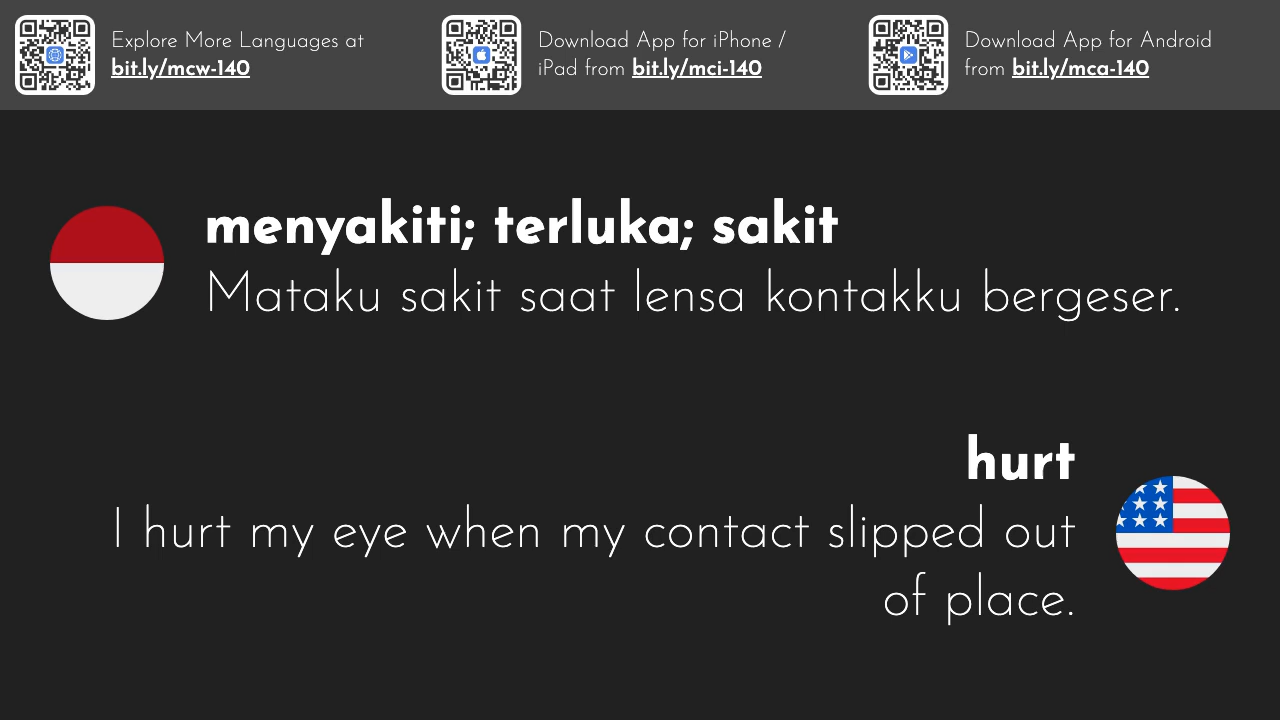 Explore More Languages at
bit.ly/mcw-140
Download App for iPhone /
iPad from bit.ly/mci-140
Download App for Android
from bit.ly/mca-140
menyakiti; terluka; sakit
Mataku sakit saat lensa kontakku bergeser.
hurt
I hurt my eye when my contact slipped out
of place.